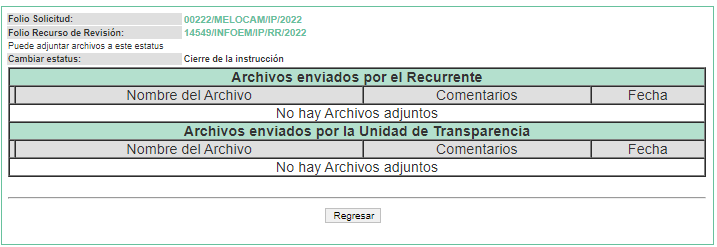 Folio Solicitud: 00222/MELOCAM/IP/2022
Folio Recurso de Revisión: 14549/INFOEM/IP/RR/2022
Puede adjuntar archivos a este estatus
Cambiar estatus: Cierre de la instrucción
Archivos enviados por el Recurrente
Nombre del Archivo Comentarios Fecha
No hay Archivos adjuntos
Archivos enviados por la Unidad de Transparencia
Nombre del Archivo Comentarios Fecha
No hay Archivos adjuntos
Regresar